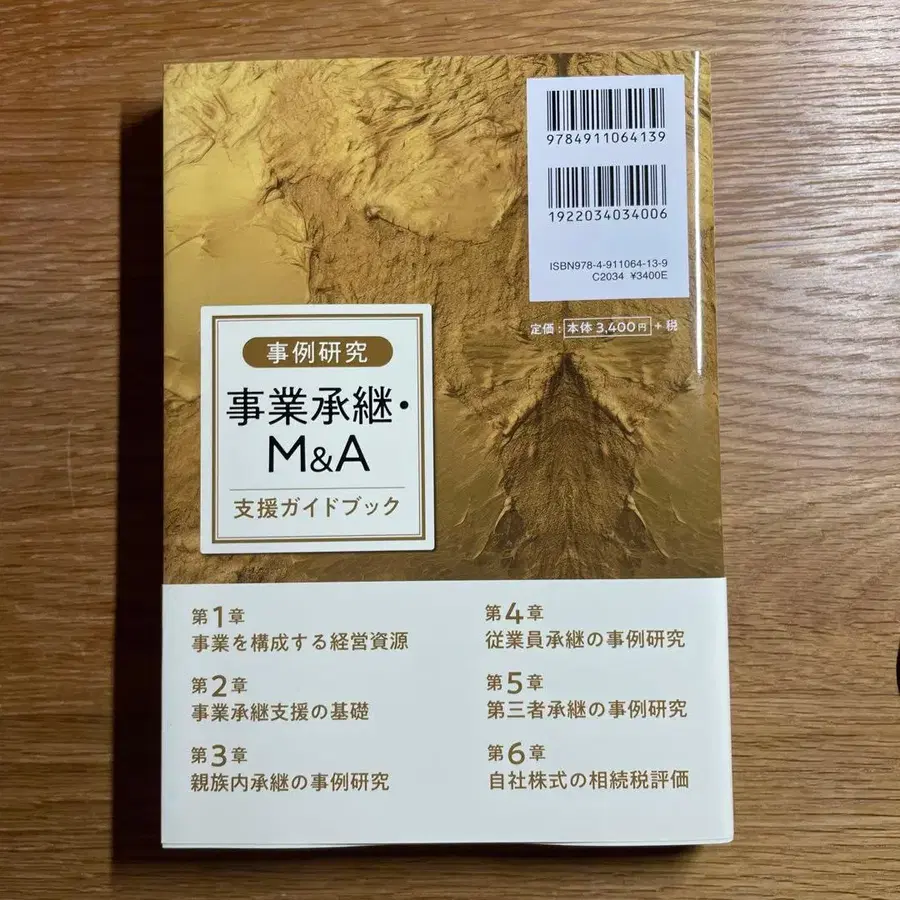 9784911064139
1922034034006
ISBN978-4-911064-13-9
C2034 ¥3400E
定価：本体3,400円+税
事例研究
事業承継・
M&A
支援ガイドブック
第1章
事業を構成する経営資源
第2章
事業承継支援の基礎
第3章
親族内承継の事例研究
第4章
従業員承継の事例研究
第5章
第三者承継の事例研究
第6章
自社株式の相続税評価